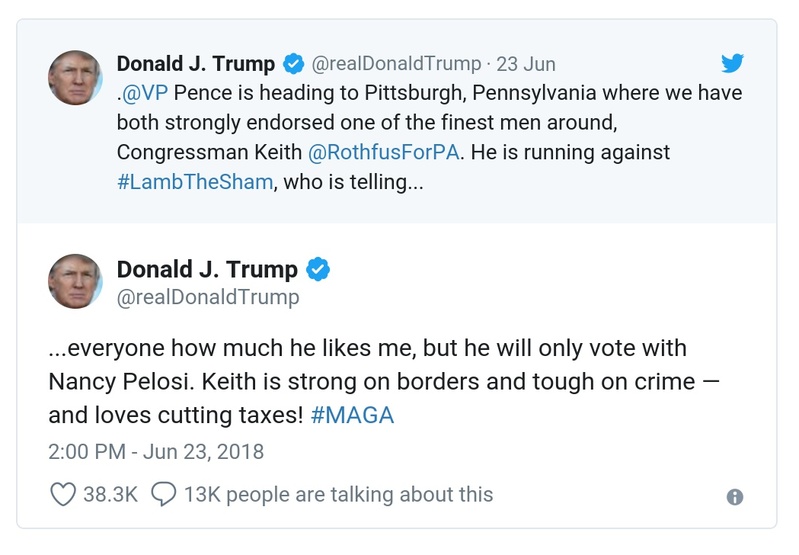 Donald J. Trump @realDonaldTrump · 23 Jun
.@VP Pence is heading to Pittsburgh, Pennsylvania where we have
both strongly endorsed one of the finest men around,
Congressman Keith @RothfusForPA. He is running against
#LambTheSham, who is telling...
Donald J. Trump
@realDonaldTrump
...everyone how much he likes me, but he will only vote with
Nancy Pelosi. Keith is strong on borders and tough on crime —
and loves cutting taxes! #MAGA
2:00 PM - Jun 23, 2018
38.3K 13K people are talking about this